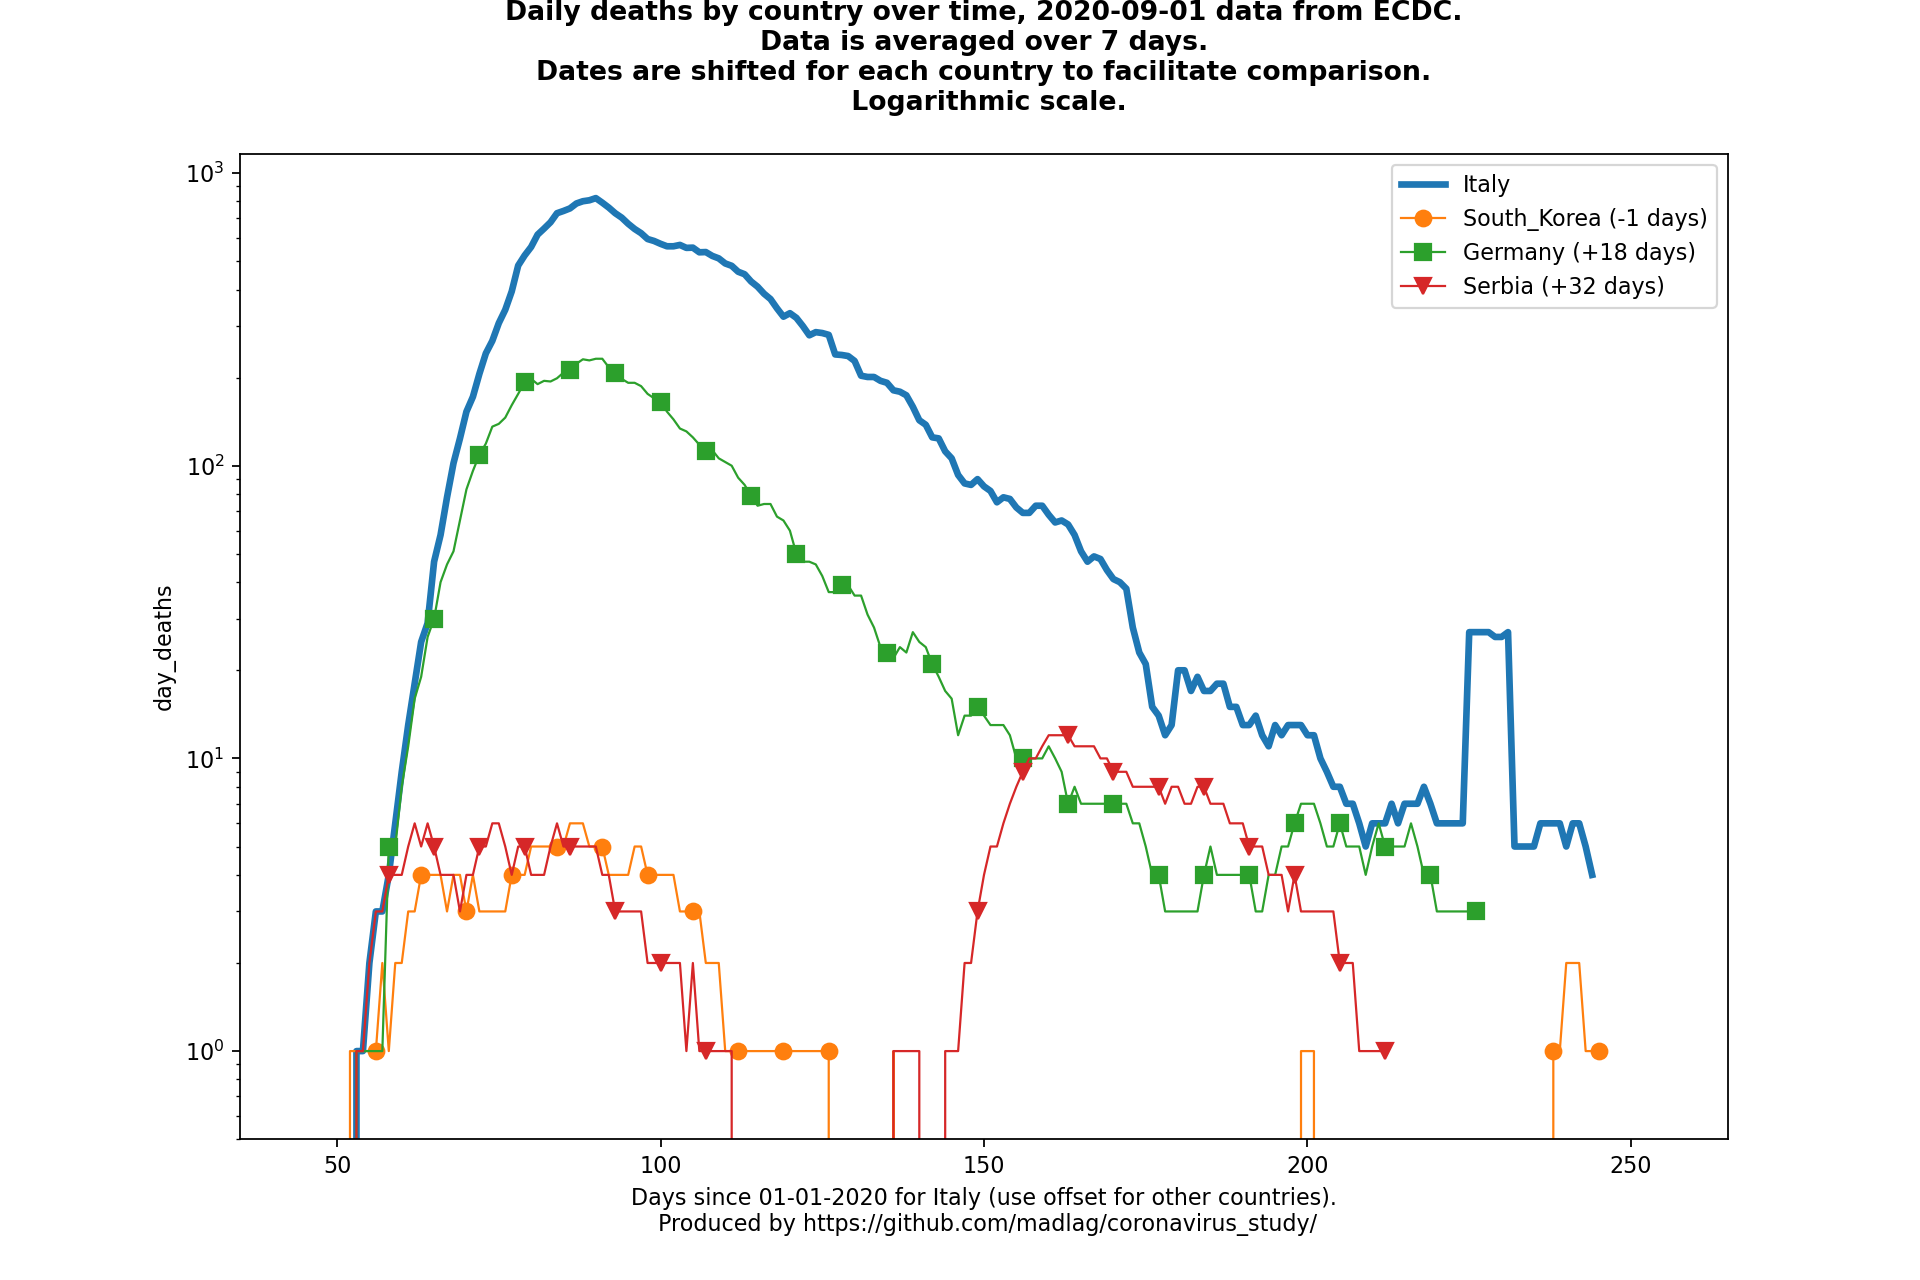 Daily deaths by country over time, 2020-09-01 data from ECDC.
Data is averaged over 7 days.
Dates are shifted for each country to facilitate comparison.
Logarithmic scale.
10³
10²
10¹
10⁰
day_deaths
Italy
South_Korea (-1 days)
Germany (+18 days)
Serbia (+32 days)
50
100
150
200
250
Days since 01-01-2020 for Italy (use offset for other countries).
Produced by https://github.com/madlag/coronavirus_study/